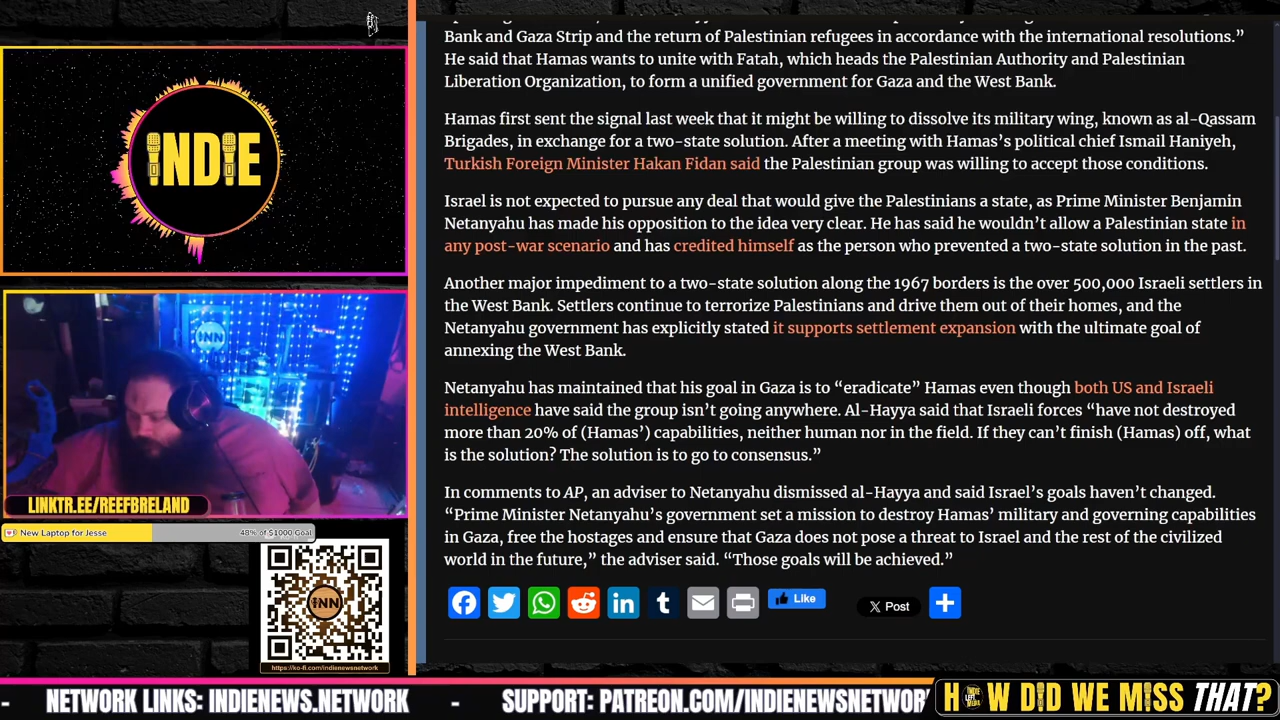 INDIE
INN
LINKTR.EE/REEFBRELAND
New Laptop for Jesse
48% of $1000 Goal
INN
https://ko-fi.com/indienewsnetwork
Bank and Gaza Strip and the return of Palestinian refugees in accordance with the international resolutions.”
He said that Hamas wants to unite with Fatah, which heads the Palestinian Authority and Palestinian
Liberation Organization, to form a unified government for Gaza and the West Bank.
Hamas first sent the signal last week that it might be willing to dissolve its military wing, known as al-Qassam
Brigades, in exchange for a two-state solution. After a meeting with Hamas’s political chief Ismail Haniyeh,
Turkish Foreign Minister Hakan Fidan said the Palestinian group was willing to accept those conditions.
Israel is not expected to pursue any deal that would give the Palestinians a state, as Prime Minister Benjamin
Netanyahu has made his opposition to the idea very clear. He has said he wouldn’t allow a Palestinian state in
any post-war scenario and has credited himself as the person who prevented a two-state solution in the past.
Another major impediment to a two-state solution along the 1967 borders is the over 500,000 Israeli settlers in
the West Bank. Settlers continue to terrorize Palestinians and drive them out of their homes, and the
Netanyahu government has explicitly stated it supports settlement expansion with the ultimate goal of
annexing the West Bank.
Netanyahu has maintained that his goal in Gaza is to “eradicate” Hamas even though both US and Israeli
intelligence have said the group isn’t going anywhere. Al-Hayya said that Israeli forces “have not destroyed
more than 20% of (Hamas’) capabilities, neither human nor in the field. If they can’t finish (Hamas) off, what
is the solution? The solution is to go to consensus.”
In comments to AP, an adviser to Netanyahu dismissed al-Hayya and said Israel’s goals haven’t changed.
“Prime Minister Netanyahu’s government set a mission to destroy Hamas’ military and governing capabilities
in Gaza, free the hostages and ensure that Gaza does not pose a threat to Israel and the rest of the civilized
world in the future,” the adviser said. “Those goals will be achieved.”
Like
X Post
- NETWORK LINKS: INDIENEWS.NETWORK - SUPPORT: PATREON.COM/INDIENEWSNETWOR
HOW DID WE MISS THAT?